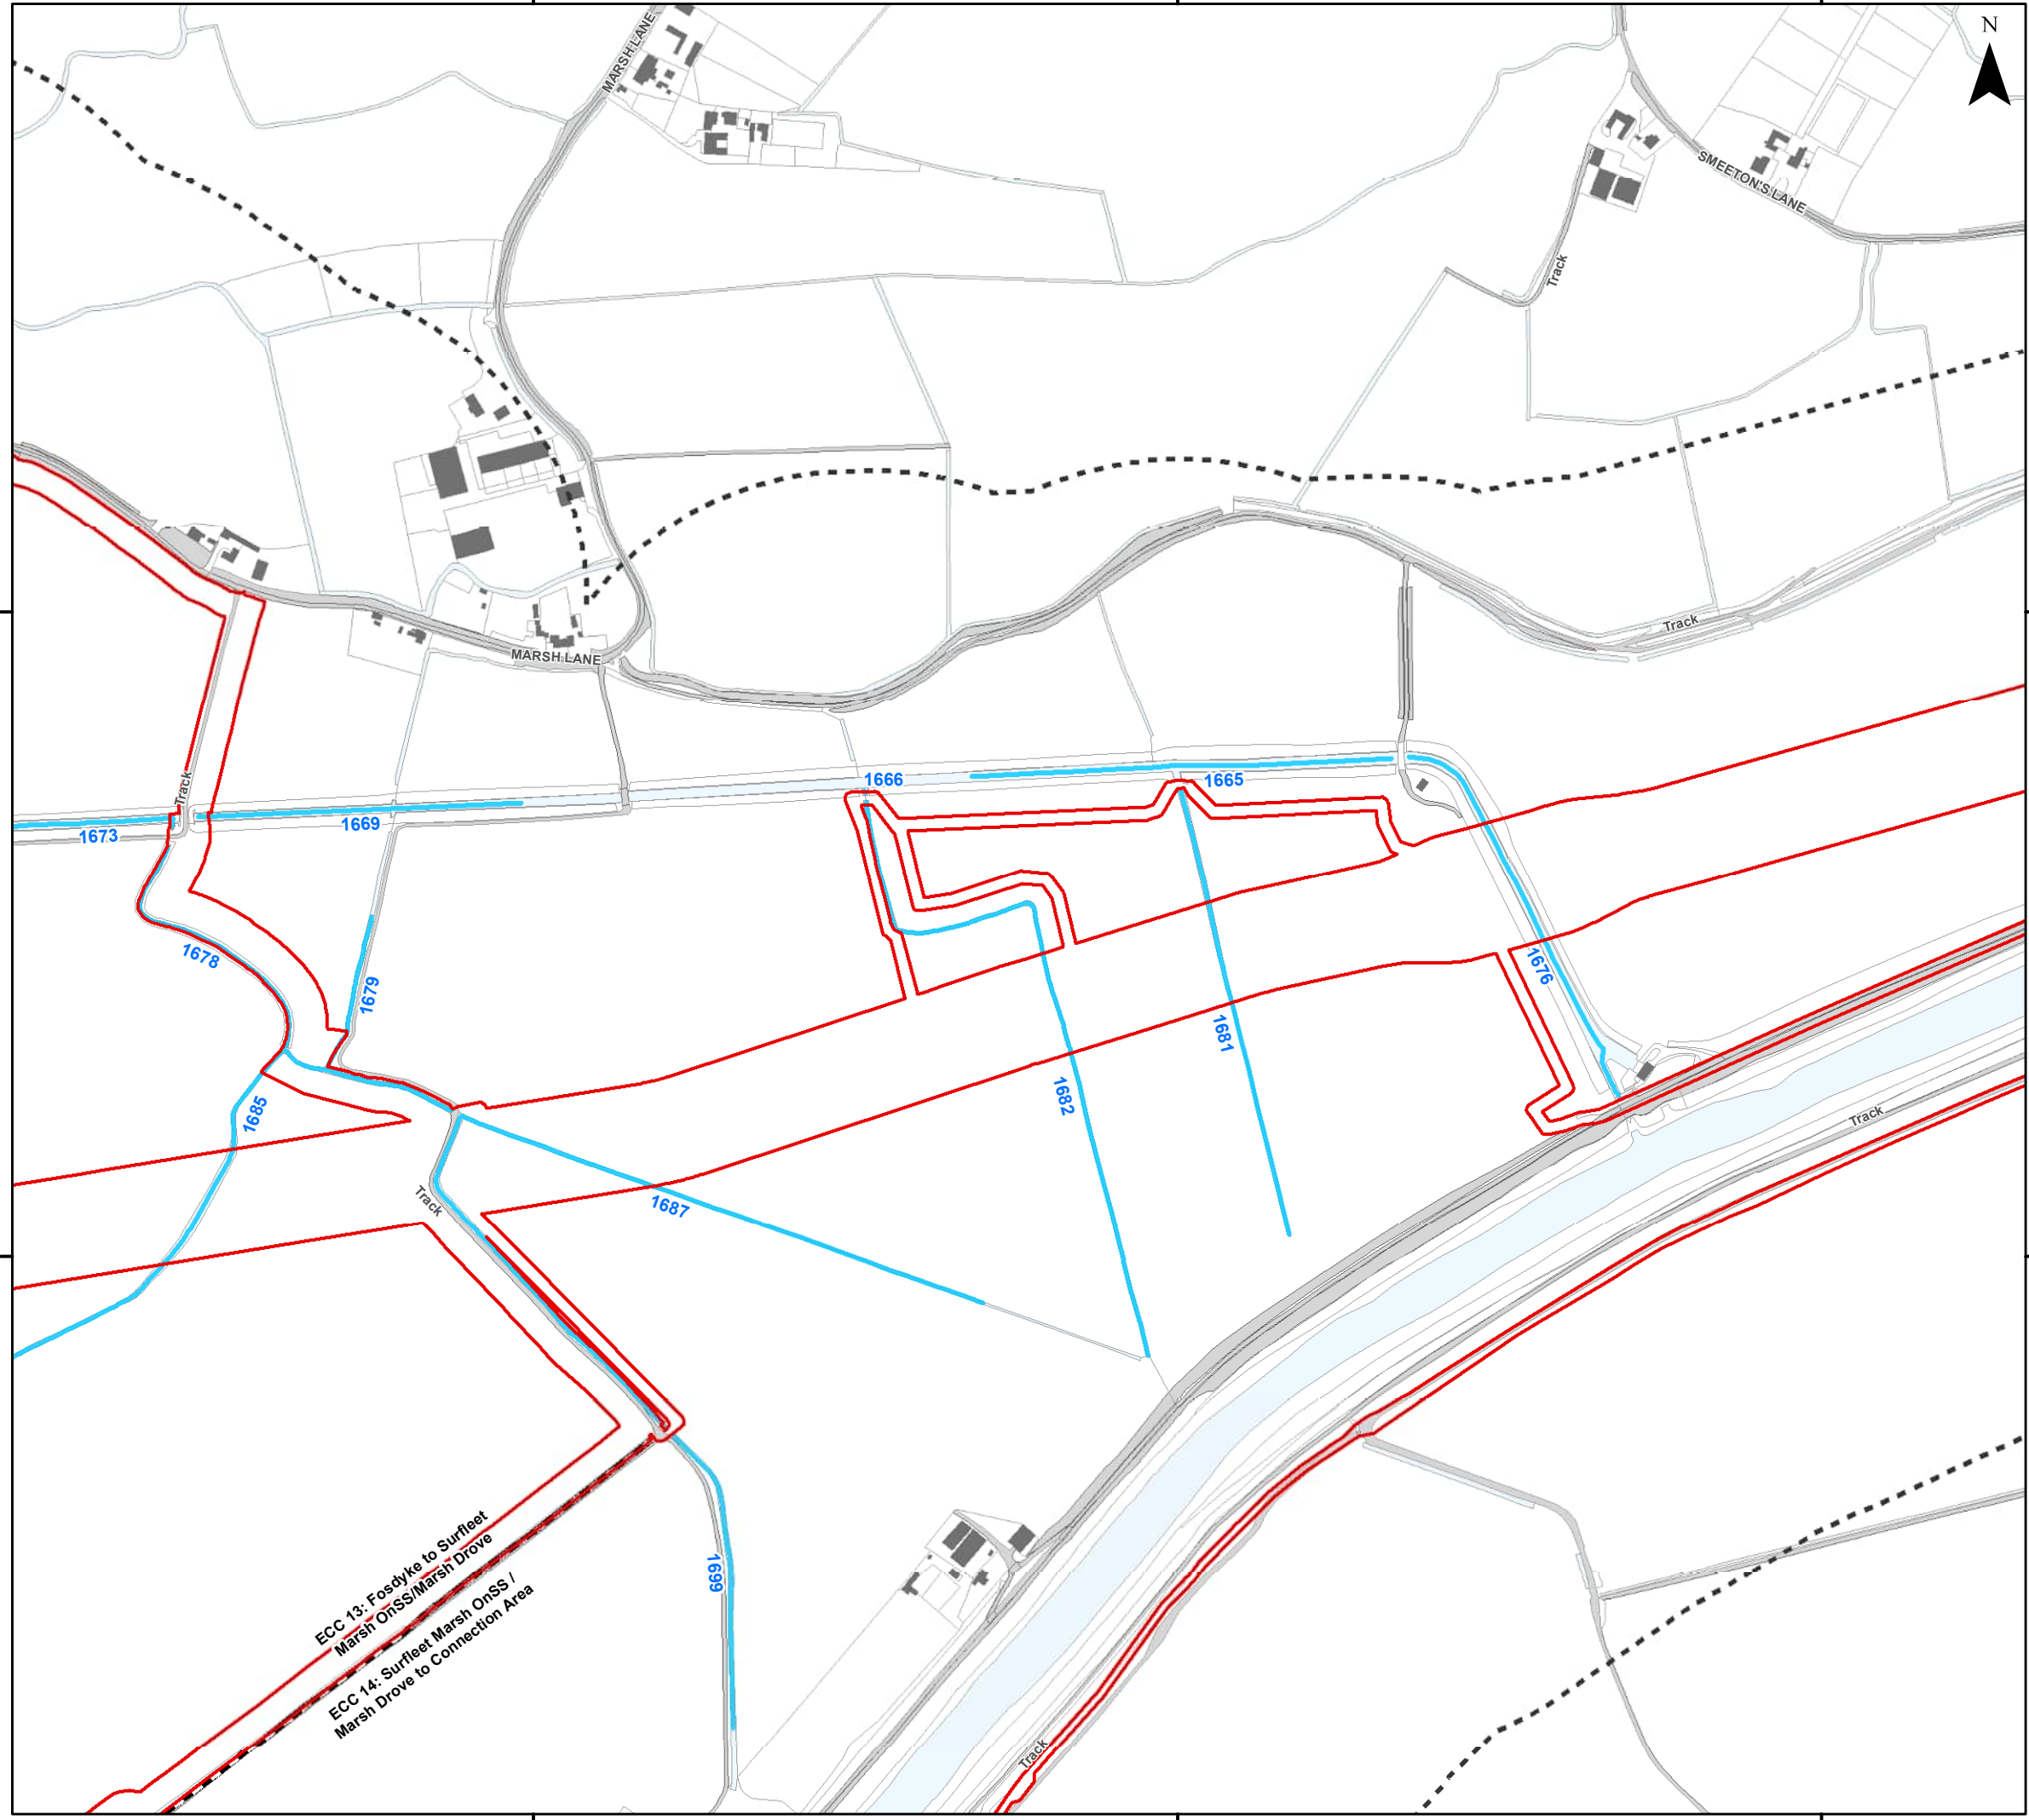 MARSH LANE
N
SMEETON'S LANE
Track
Track
MARSH LANE
Track
1666
1665
1673
1669
1678
1679
1676
1681
1682
1685
Track
Track
1687
1699
ECC 13: Fosdyke to Surfleet
Marsh OnSS/Marsh Drove
ECC 14: Surfleet Marsh OnSS /
Marsh Drove to Connection Area
Track